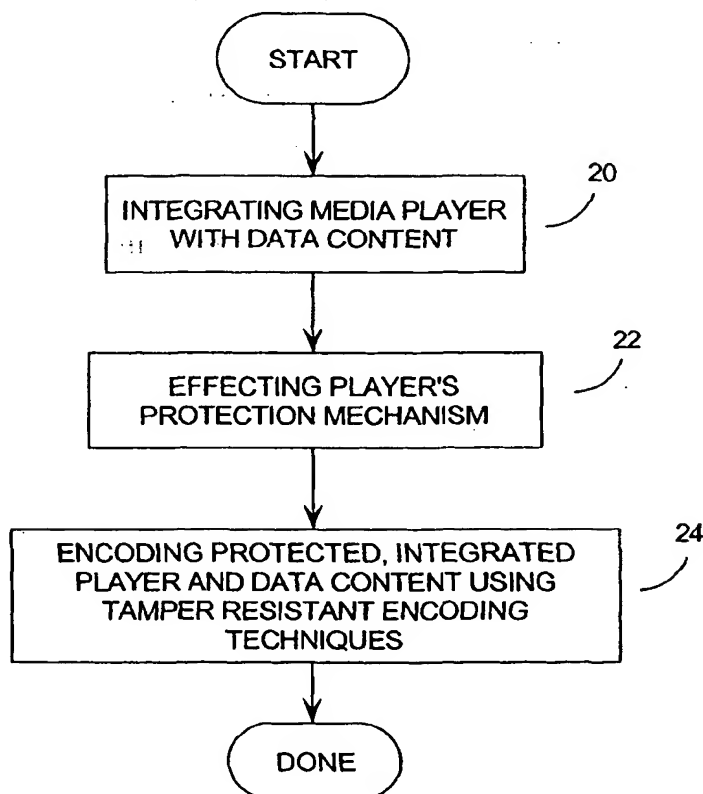 START
20
INTEGRATING MEDIA PLAYER
WITH DATA CONTENT
22
EFFECTING PLAYER'S
PROTECTION MECHANISM
24
ENCODING PROTECTED, INTEGRATED
PLAYER AND DATA CONTENT USING
TAMPER RESISTANT ENCODING
TECHNIQUES
DONE